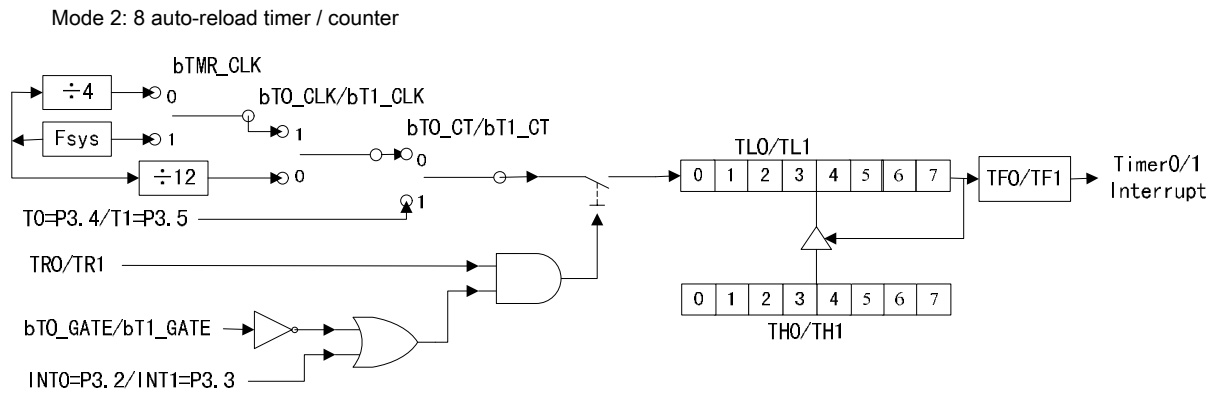 Mode 2: 8 auto-reload timer / counter
bTMR_CLK
÷4
0
bT0_CLK/bT1_CLK
Fsys
1
1
bT0_CT/bT1_CT
0
÷12
0
1
T0=P3.4/T1=P3.5
TL0/TL1
0 1 2 3 4 5 6 7
TF0/TF1
Timer0/1
Interrupt
TR0/TR1
0 1 2 3 4 5 6 7
TH0/TH1
bT0_GATE/bT1_GATE
INT0=P3.2/INT1=P3.3